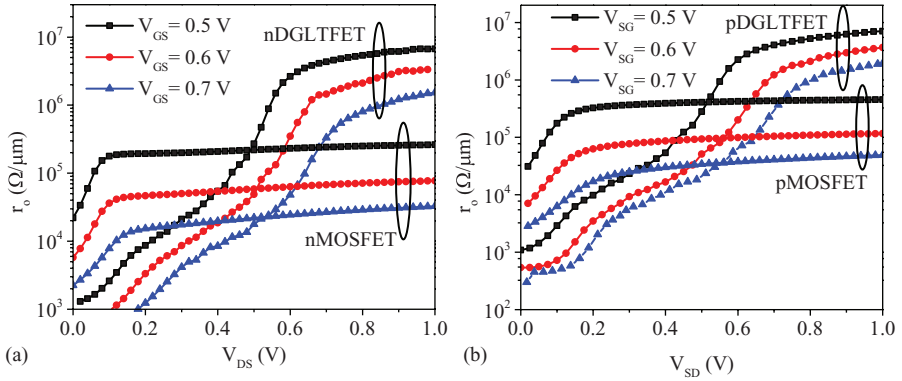 V_GS= 0.5 V
V_GS= 0.6 V
V_GS= 0.7 V
nDGLTFET
nMOSFET
r_o (Ω/μm)
10^7
10^6
10^5
10^4
10^3
0.0 0.2 0.4 0.6 0.8 1.0
V_DS (V)
(a)
V_SG= 0.5 V
V_SG= 0.6 V
V_SG= 0.7 V
pDGLTFET
pMOSFET
r_o (Ω/μm)
10^7
10^6
10^5
10^4
10^3
10^2
0.0 0.2 0.4 0.6 0.8 1.0
V_SD (V)
(b)